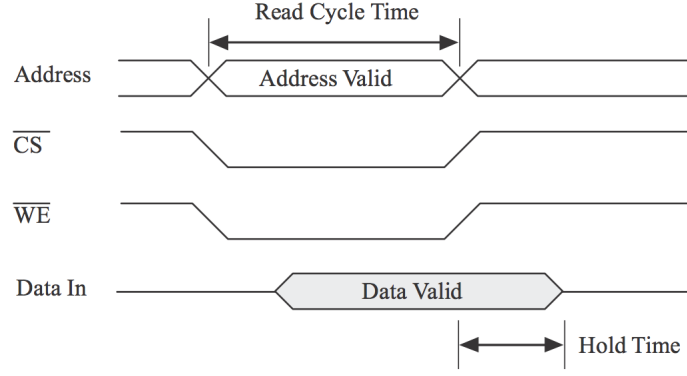 Read Cycle Time
Address
Address Valid
CS
WE
Data In
Data Valid
Hold Time